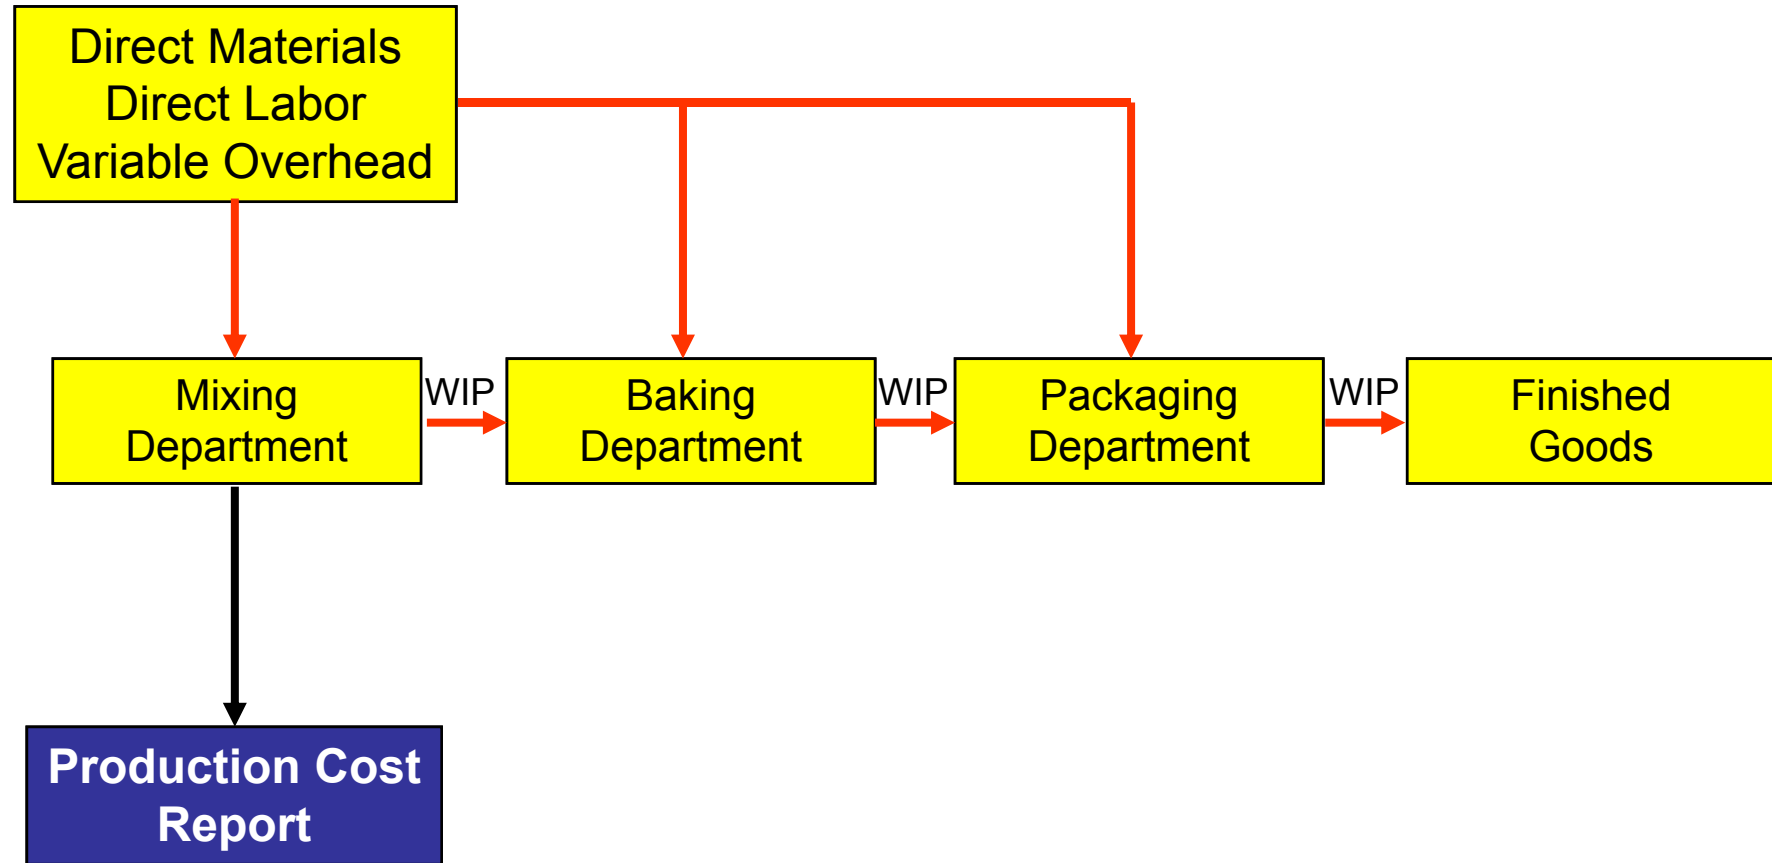 Direct Materials
Direct Labor
Variable Overhead
Mixing
Department
WIP
Baking
Department
WIP
Packaging
Department
WIP
Finished
Goods
Production Cost
Report